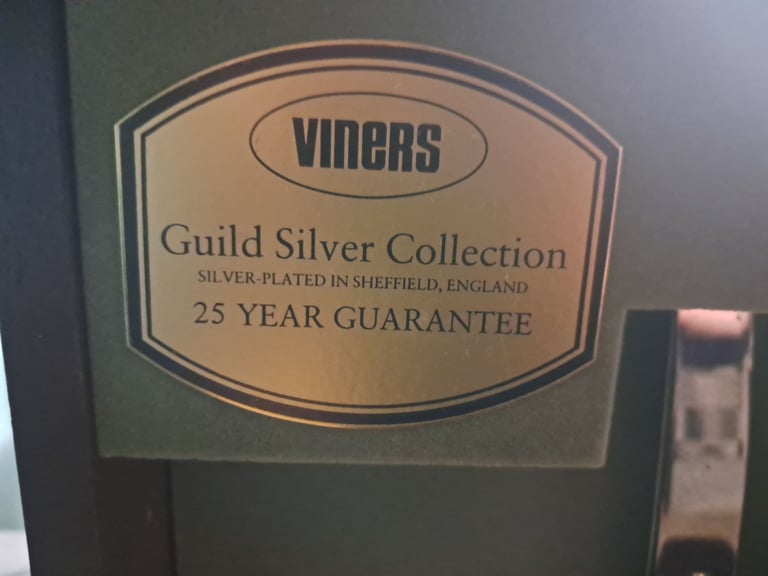 VINERS
Guild Silver Collection
SILVER-PLATED IN SHEFFIELD, ENGLAND
25 YEAR GUARANTEE